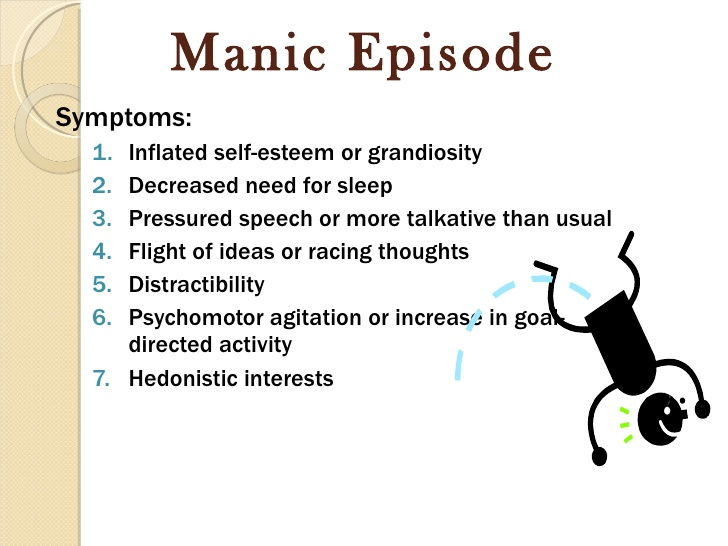 Manic Episode
Symptoms:
1. Inflated self-esteem or grandiosity
2. Decreased need for sleep
3. Pressured speech or more talkative than usual
4. Flight of ideas or racing thoughts
5. Distractibility
6. Psychomotor agitation or increase in goal-
directed activity
7. Hedonistic interests